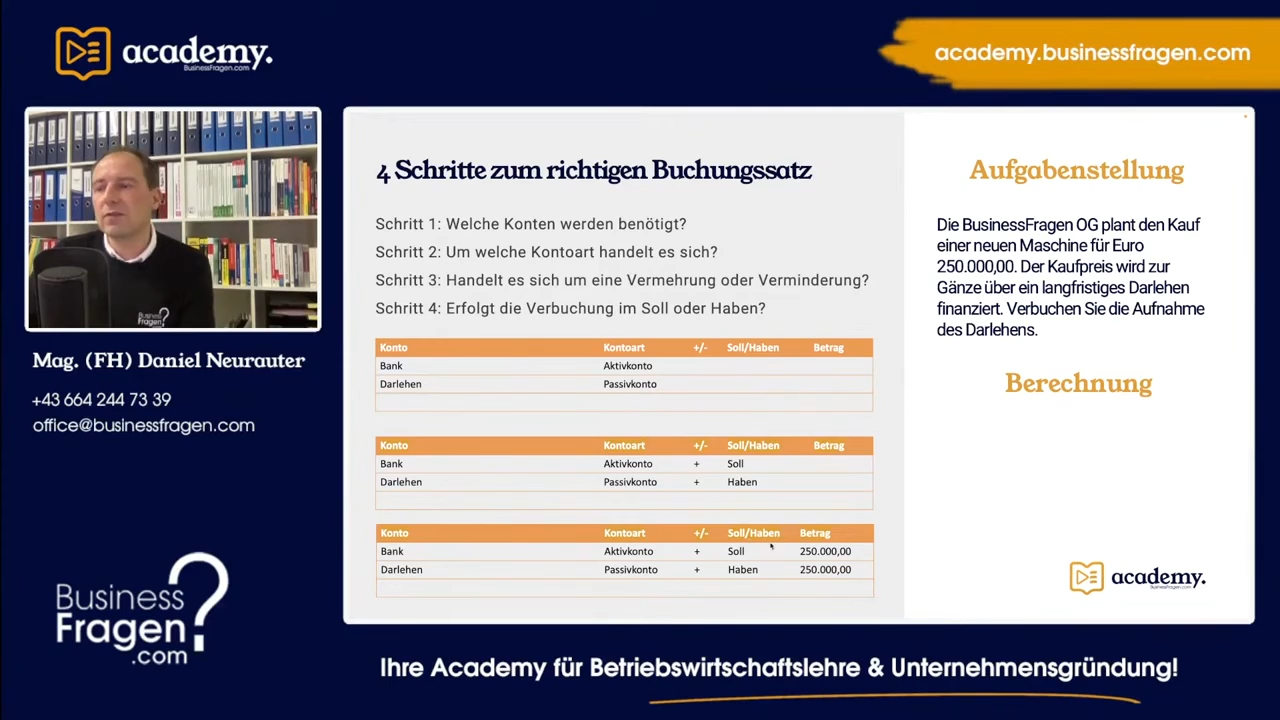 academy.
BusinessFragen.com
academy.businessfragen.com
Mag. (FH) Daniel Neurauter
+43 664 244 73 39
office@businessfragen.com
Business
Fragen?
.com
Business
Fragen?
.com
4 Schritte zum richtigen Buchungssatz
Schritt 1: Welche Konten werden benötigt?
Schritt 2: Um welche Kontoart handelt es sich?
Schritt 3: Handelt es sich um eine Vermehrung oder Verminderung?
Schritt 4: Erfolgt die Verbuchung im Soll oder Haben?
Konto Kontoart +/- Soll/Haben Betrag
Bank Aktivkonto
Darlehen Passivkonto
Konto Kontoart +/- Soll/Haben Betrag
Bank Aktivkonto + Soll
Darlehen Passivkonto + Haben
Konto Kontoart +/- Soll/Haben Betrag
Bank Aktivkonto + Soll 250.000,00
Darlehen Passivkonto + Haben 250.000,00
Aufgabenstellung
Die BusinessFragen OG plant den Kauf
einer neuen Maschine für Euro
250.000,00. Der Kaufpreis wird zur
Gänze über ein langfristiges Darlehen
finanziert. Verbuchen Sie die Aufnahme
des Darlehens.
Berechnung
academy.
BusinessFragen.com
Ihre Academy für Betriebswirtschaftslehre & Unternehmensgründung!